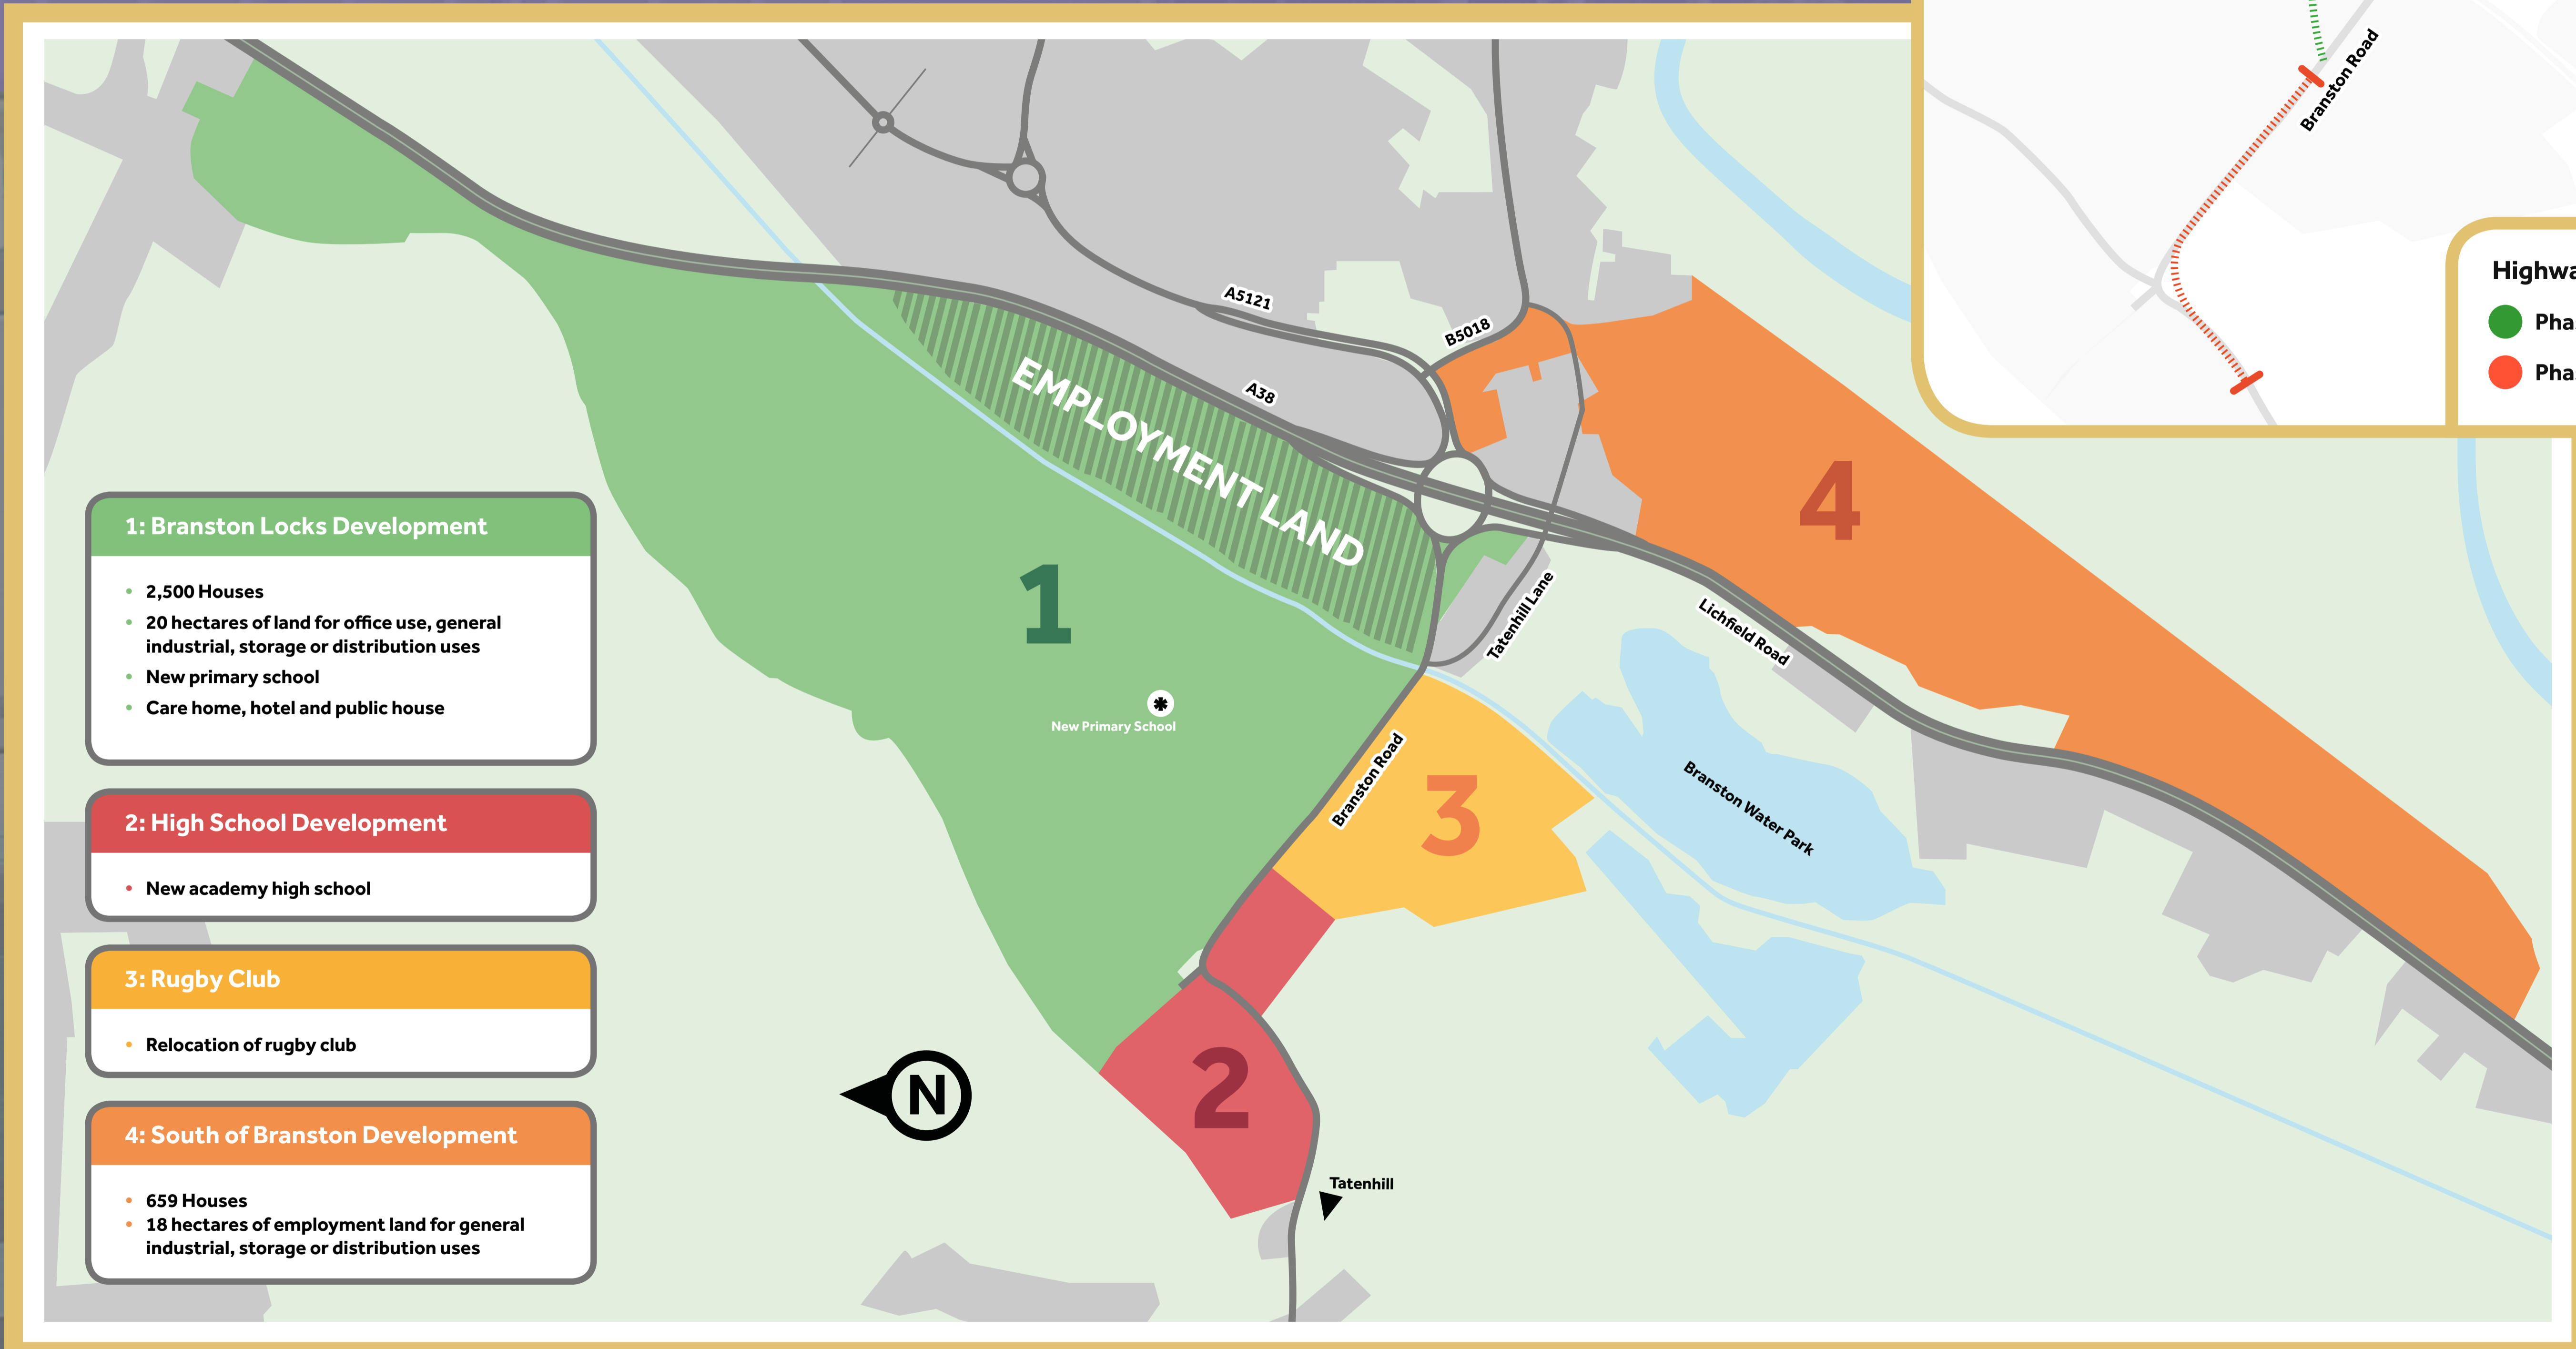 Branston Road
Highwa
Pha
Pha
A5121
B5018
A38
EMPLOYMENT LAND
4
1
Tatenhill Lane
Lichfield Road
New Primary School
Branston Road
3
Branston Water Park
2
N
Tatenhill
1: Branston Locks Development
• 2,500 Houses
• 20 hectares of land for office use, general
industrial, storage or distribution uses
• New primary school
• Care home, hotel and public house
2: High School Development
• New academy high school
3: Rugby Club
• Relocation of rugby club
4: South of Branston Development
• 659 Houses
• 18 hectares of employment land for general
industrial, storage or distribution uses